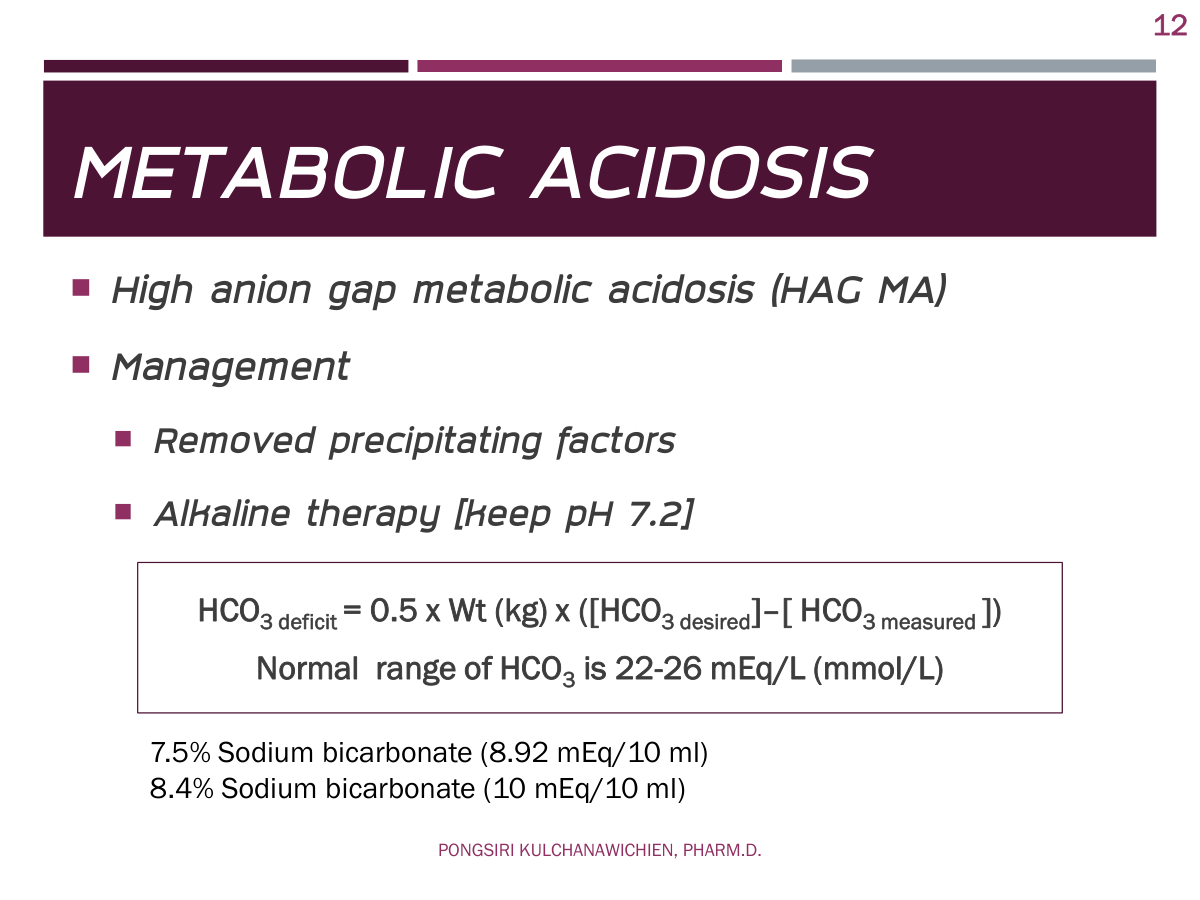 12
METABOLIC ACIDOSIS
High anion gap metabolic acidosis (HAG MA)
Management
Removed precipitating factors
Alkaline therapy [keep pH 7.2]
HCO3 deficit = 0.5 x Wt (kg) x ([HCO3 desired]–[ HCO3 measured ])
Normal range of HCO3 is 22-26 mEq/L (mmol/L)
7.5% Sodium bicarbonate (8.92 mEq/10 ml)
8.4% Sodium bicarbonate (10 mEq/10 ml)
PONGSIRI KULCHANAWICHIEN, PHARM.D.